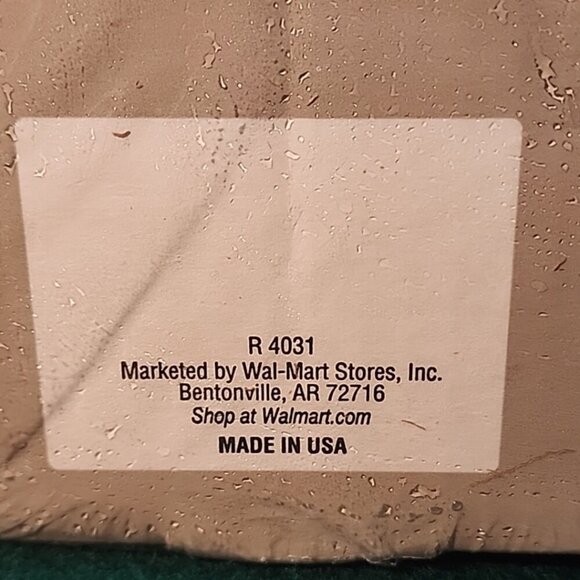 R 4031
Marketed by Wal-Mart Stores, Inc.
Bentonville, AR 72716
Shop at Walmart.com
MADE IN USA